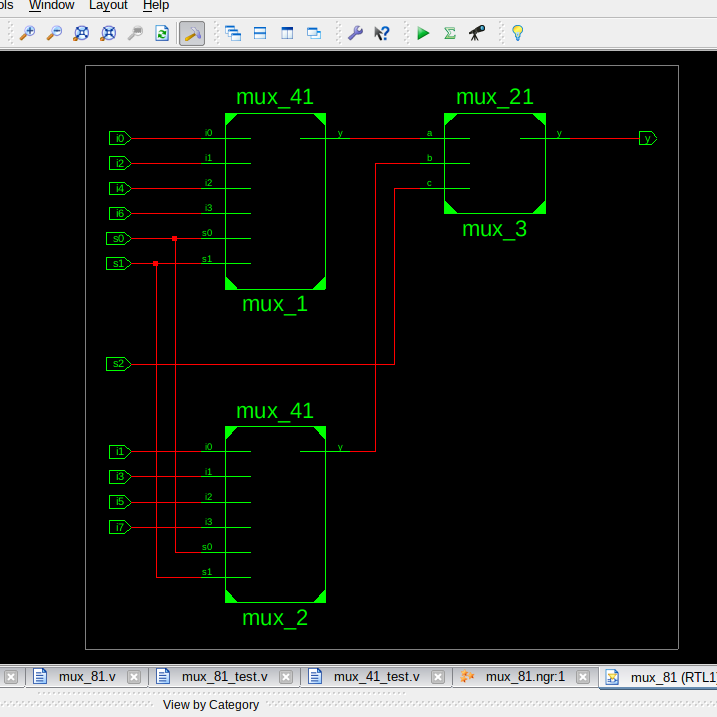 ols Window Layout Help
mux_41 mux_21
i0 i0 y a y y
i2 i1 b
i4 i2 c
i6 i3
s0 s0 mux_3
s1 s1
mux_1
s2
mux_41
i1 i0 y
i3 i1
i5 i2
i7 i3
s0
s1
mux_2
mux_81.v mux_81_test.v mux_41_test.v mux_81.ngr:1 mux_81 (RTL1
View by Category